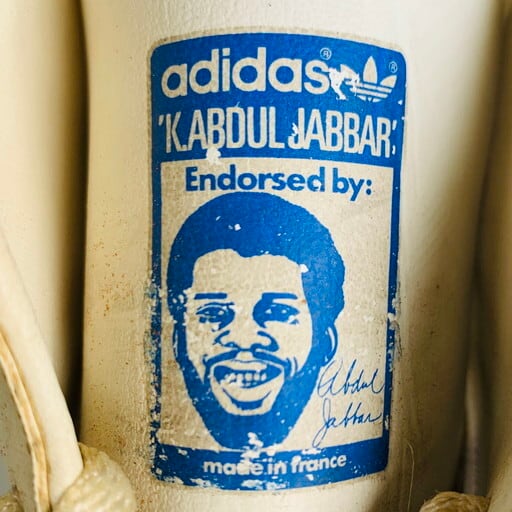 adidas®®
'K.ABDUL JABBAR'
Endorsed by:
Abdul
Jabbar
made in france